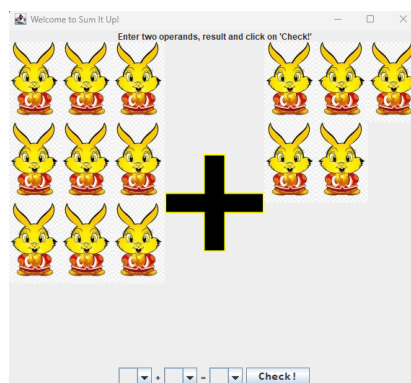 Welcome to Sum It Up!
Enter two operands, result and click on 'Check!'
+ = Check!